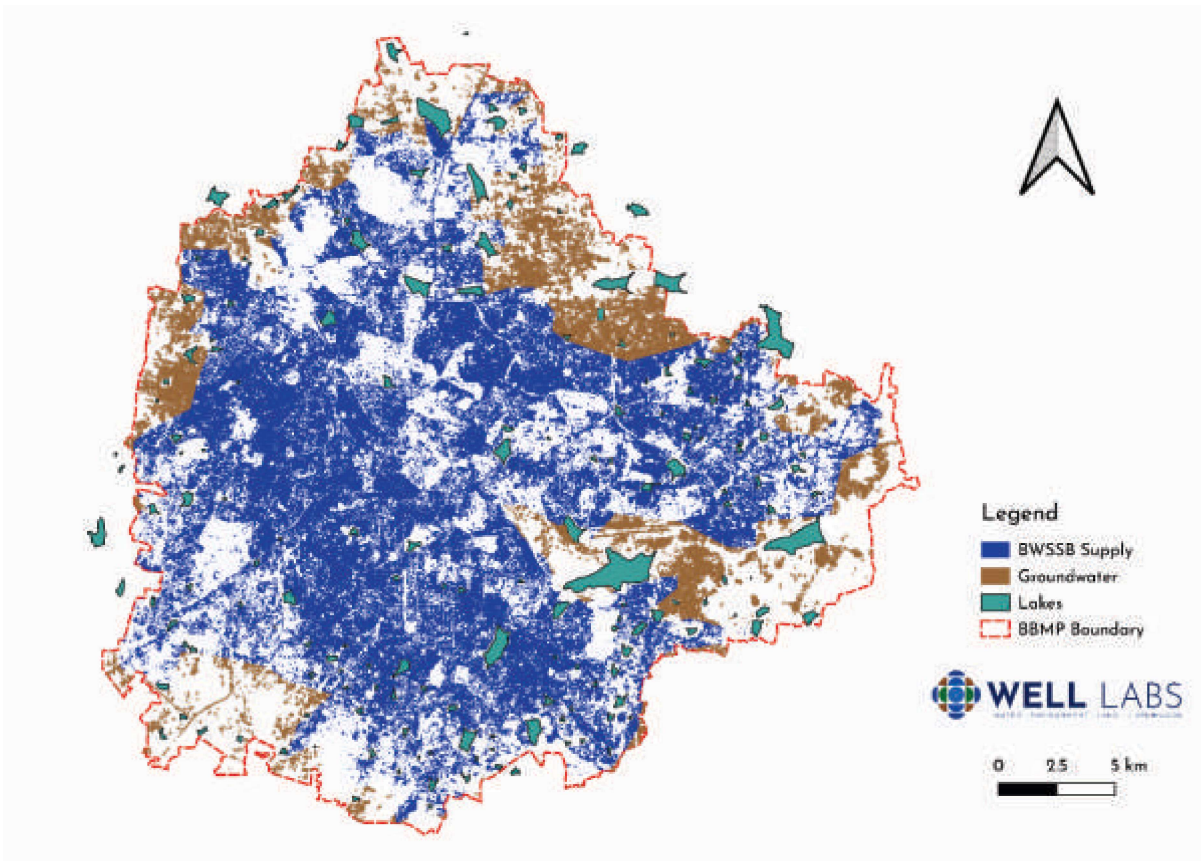 Legend
BWSSB Supply
Groundwater
Lakes
BBMP Boundary
WELL LABS
0 2.5 5 km